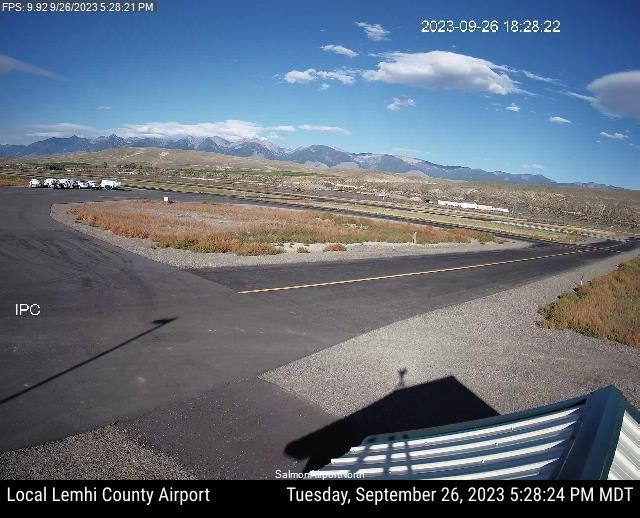 FPS: 9.92 9/26/2023 5:28:21 PM
2023-09-26 18:28:22
IPC
SalmonAirportNorth
Local Lemhi County Airport Tuesday, September 26, 2023 5:28:24 PM MDT